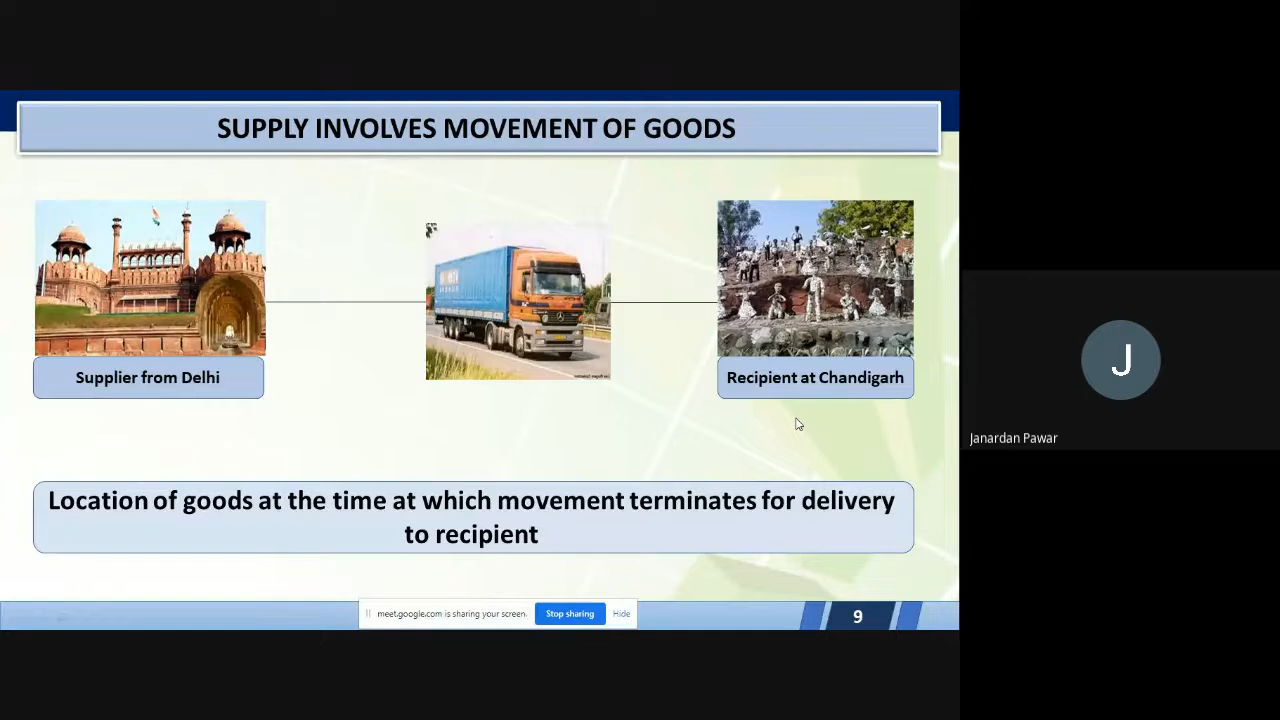 SUPPLY INVOLVES MOVEMENT OF GOODS
Supplier from Delhi
Recipient at Chandigarh
Location of goods at the time at which movement terminates for delivery
to recipient
meet.google.com is sharing your screen.
Stop sharing
Hide
9
J
Janardan Pawar